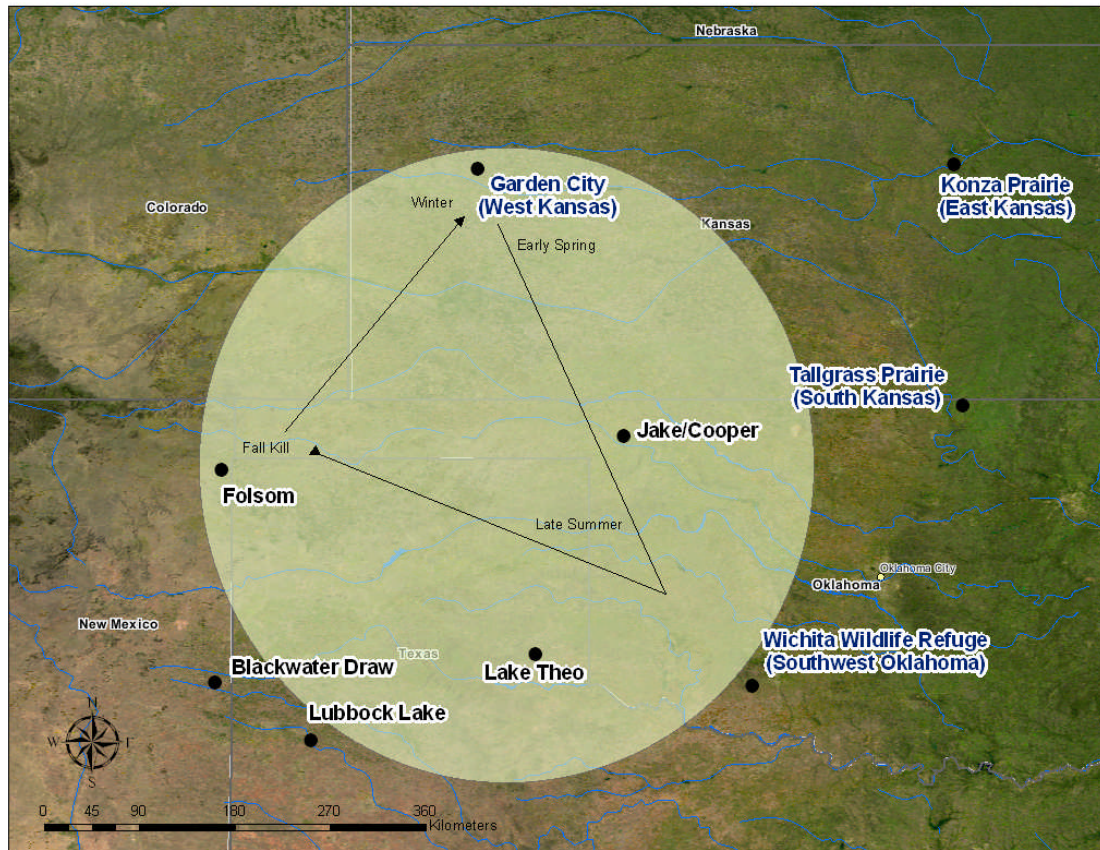 Nebraska
Garden City
(West Kansas)
Konza Prairie
(East Kansas)
Colorado
Winter
Kansas
Early Spring
Tallgrass Prairie
(South Kansas)
Jake/Cooper
Fall Kill
Folsom
Late Summer
Oklahoma City
Oklahoma
New Mexico
Texas
Wichita Wildlife Refuge
(Southwest Oklahoma)
Blackwater Draw
Lake Theo
Lubbock Lake
N
W E
S
0 45 90 180 270 360
Kilometers